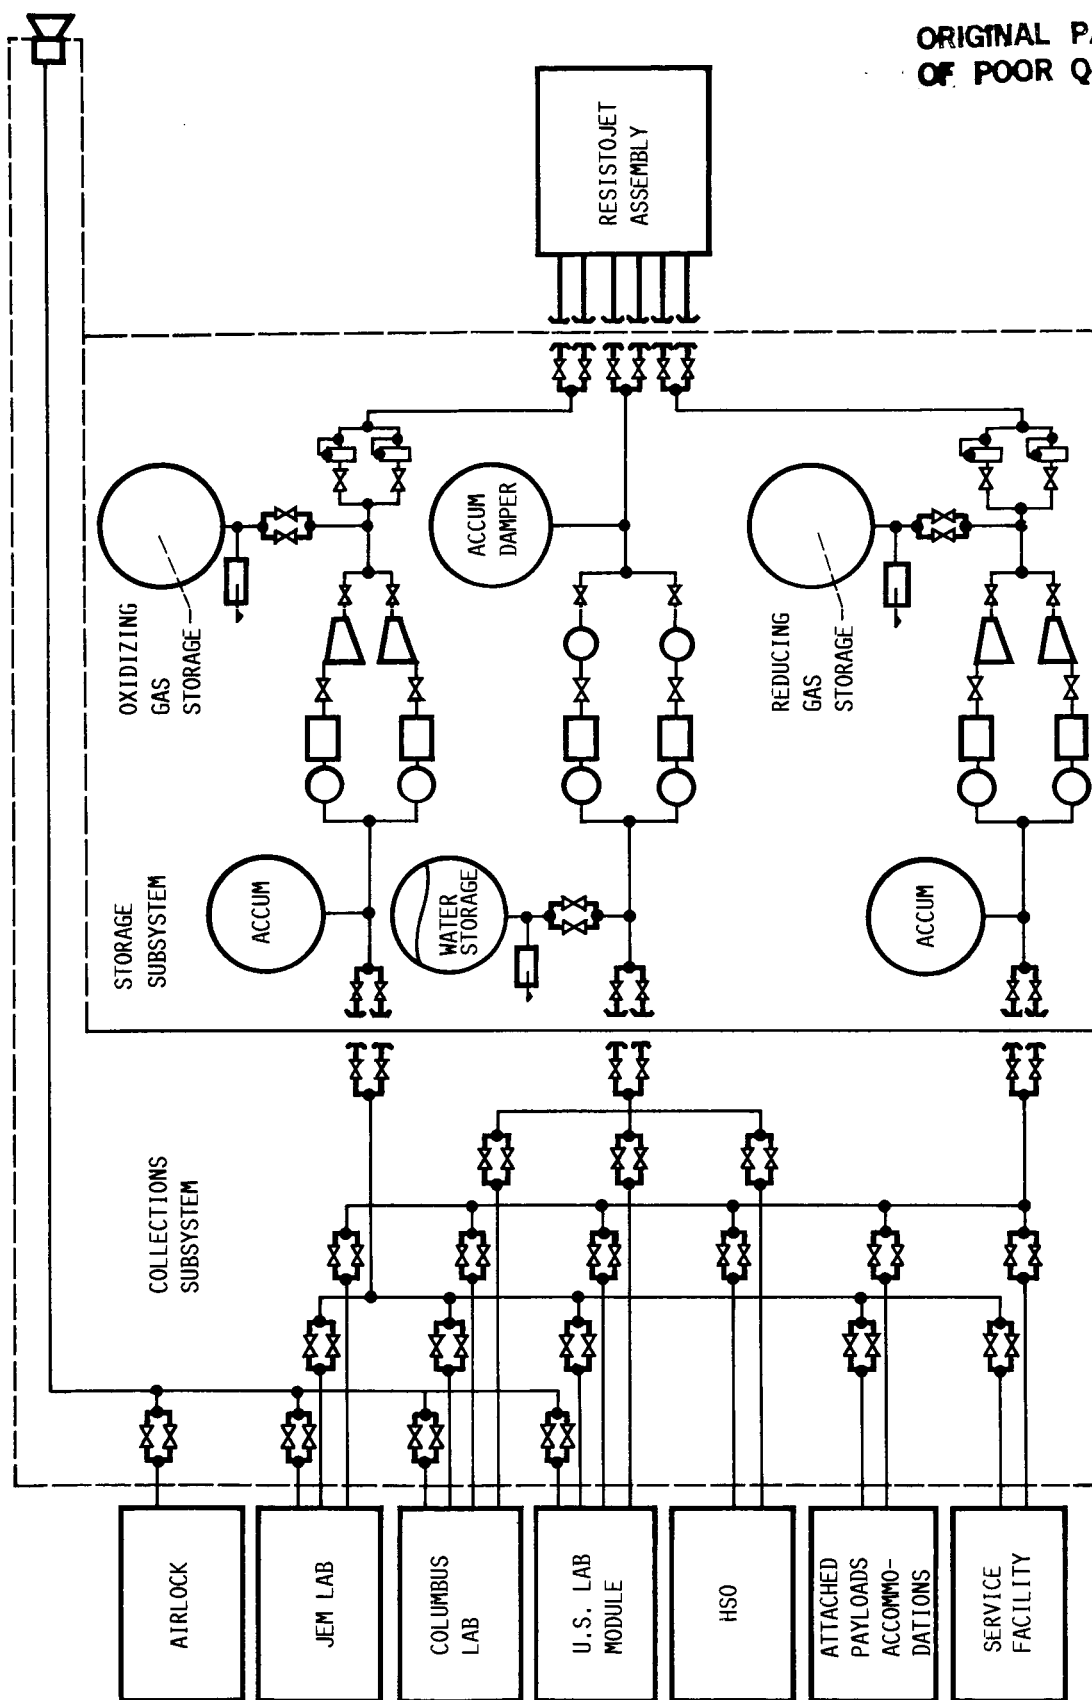 ORIGINAL
OF POOR
RESISTOJET
ASSEMBLY
OXIDIZING
GAS
STORAGE
ACCUM
DAMPER
REDUCING
GAS
STORAGE
STORAGE
SUBSYSTEM
ACCUM
WATER
STORAGE
ACCUM
COLLECTIONS
SUBSYSTEM
AIRLOCK
JEM LAB
COLUMBUS
LAB
U.S. LAB
MODULE
HSO
ATTACHED
PAYLOADS
ACCOMMO-
DATIONS
SERVICE
FACILITY